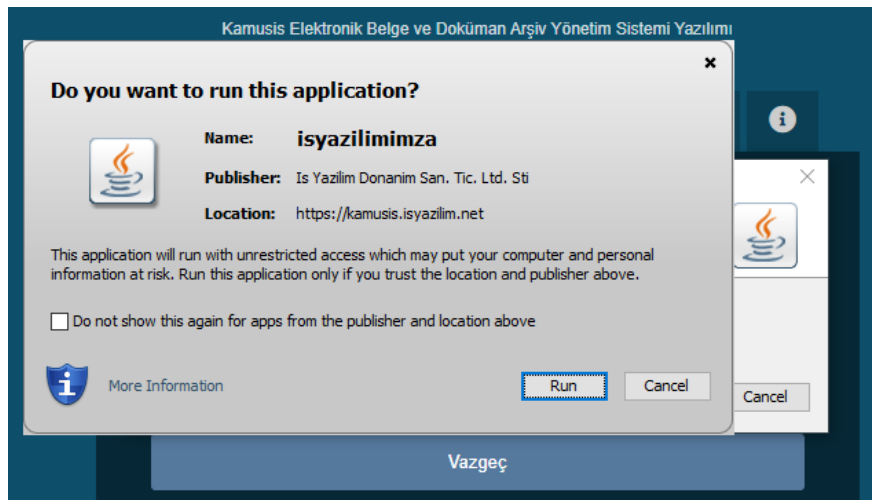 Kamusis Elektronik Belge ve Doküman Arşiv Yönetim Sistemi Yazılımı
Do you want to run this application?
Name: isyazilimimza
Publisher: Is Yazilim Donanim San. Tic. Ltd. Sti
Location: https://kamusis.isyazilim.net
This application will run with unrestricted access which may put your computer and personal
information at risk. Run this application only if you trust the location and publisher above.
Do not show this again for apps from the publisher and location above
More Information
Run
Cancel
Cancel
Vazgeç